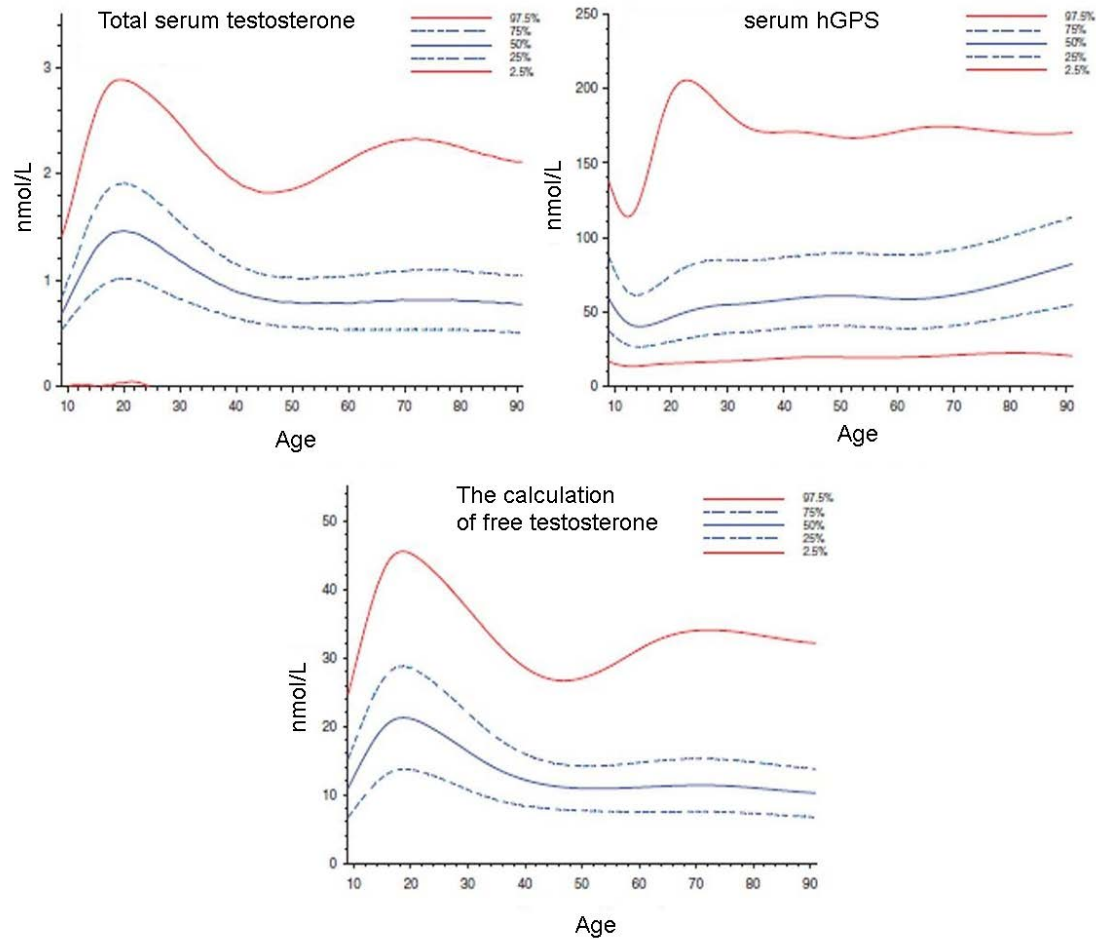 Total serum testosterone
97.5%
75%
50%
25%
2.5%
nmol/L
3
2
1
0
10 20 30 40 50 60 70 80 90
Age
serum hGPS
97.5%
75%
50%
25%
2.5%
nmol/L
250
200
150
100
50
0
10 20 30 40 50 60 70 80 90
Age
The calculation
of free testosterone
97.5%
75%
50%
25%
2.5%
nmol/L
50
40
30
20
10
0
10 20 30 40 50 60 70 80 90
Age